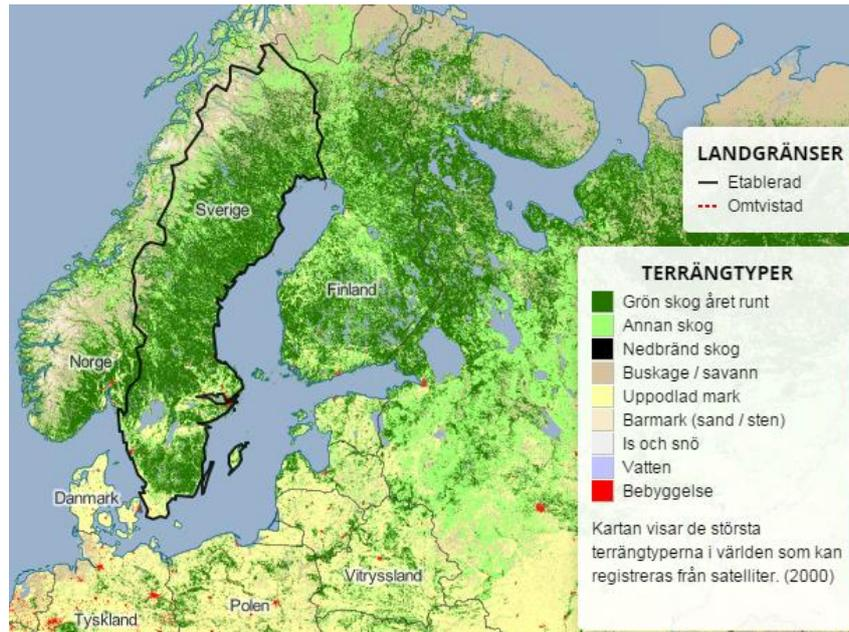 Sverige
Finland
Norge
Danmark
Vitryssland
Polen
Tyskland
LANDGRÄNSER
Etablerad
Omtvistad
TERRÄNGTYPER
Grön skog året runt
Annan skog
Nedbränd skog
Buskage / savann
Uppodlad mark
Barmark (sand / sten)
Is och snö
Vatten
Bebyggelse
Kartan visar de största
terrängtyperna i världen som kan
registreras från satelliter. (2000)